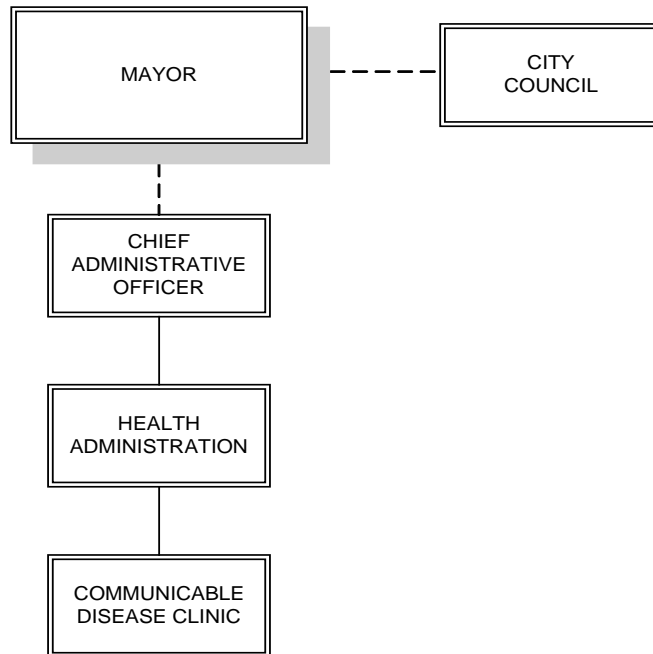 MAYOR
CITY
COUNCIL
CHIEF
ADMINISTRATIVE
OFFICER
HEALTH
ADMINISTRATION
COMMUNICABLE
DISEASE CLINIC